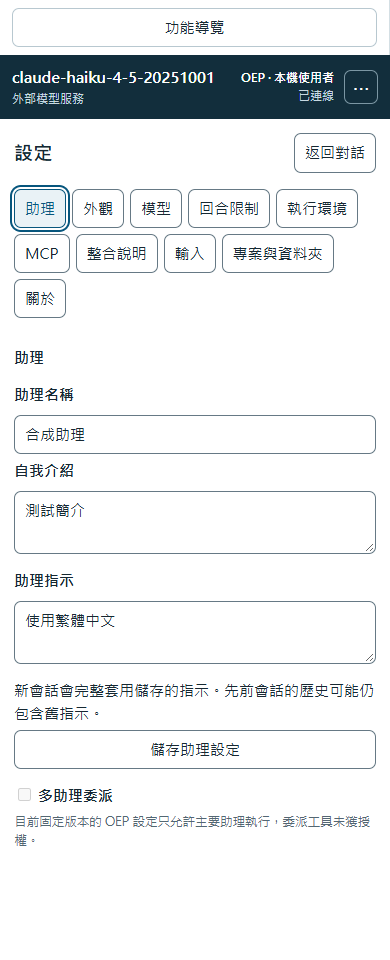 功能導覽
claude-haiku-4-5-20251001
OEP · 本機使用者
外部模型服務
已連線
...
設定
返回對話
助理
外觀
模型
回合限制
執行環境
MCP
整合說明
輸入
專案與資料夾
關於
助理
助理名稱
合成助理
自我介紹
測試簡介
助理指示
使用繁體中文
新會話會完整套用儲存的指示。先前會話的歷史可能仍
包含舊指示。
儲存助理設定
多助理委派
目前固定版本的 OEP 設定只允許主要助理執行，委派工具未獲授
權。